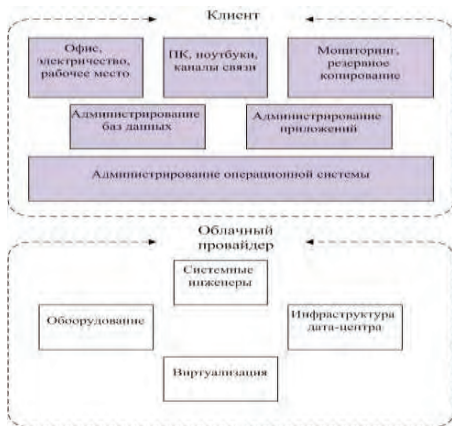 Клиент
Офис,
электричество,
рабочее место
ПК, ноутбуки,
каналы связи
Мониторинг,
резервное
копирование
Администрирование
баз данных
Администрирование
приложений
Администрирование операционной системы
Облачный
провайдер
Системные
инженеры
Обоорудование
Инфраструктура
дата-центра
Виртуализация